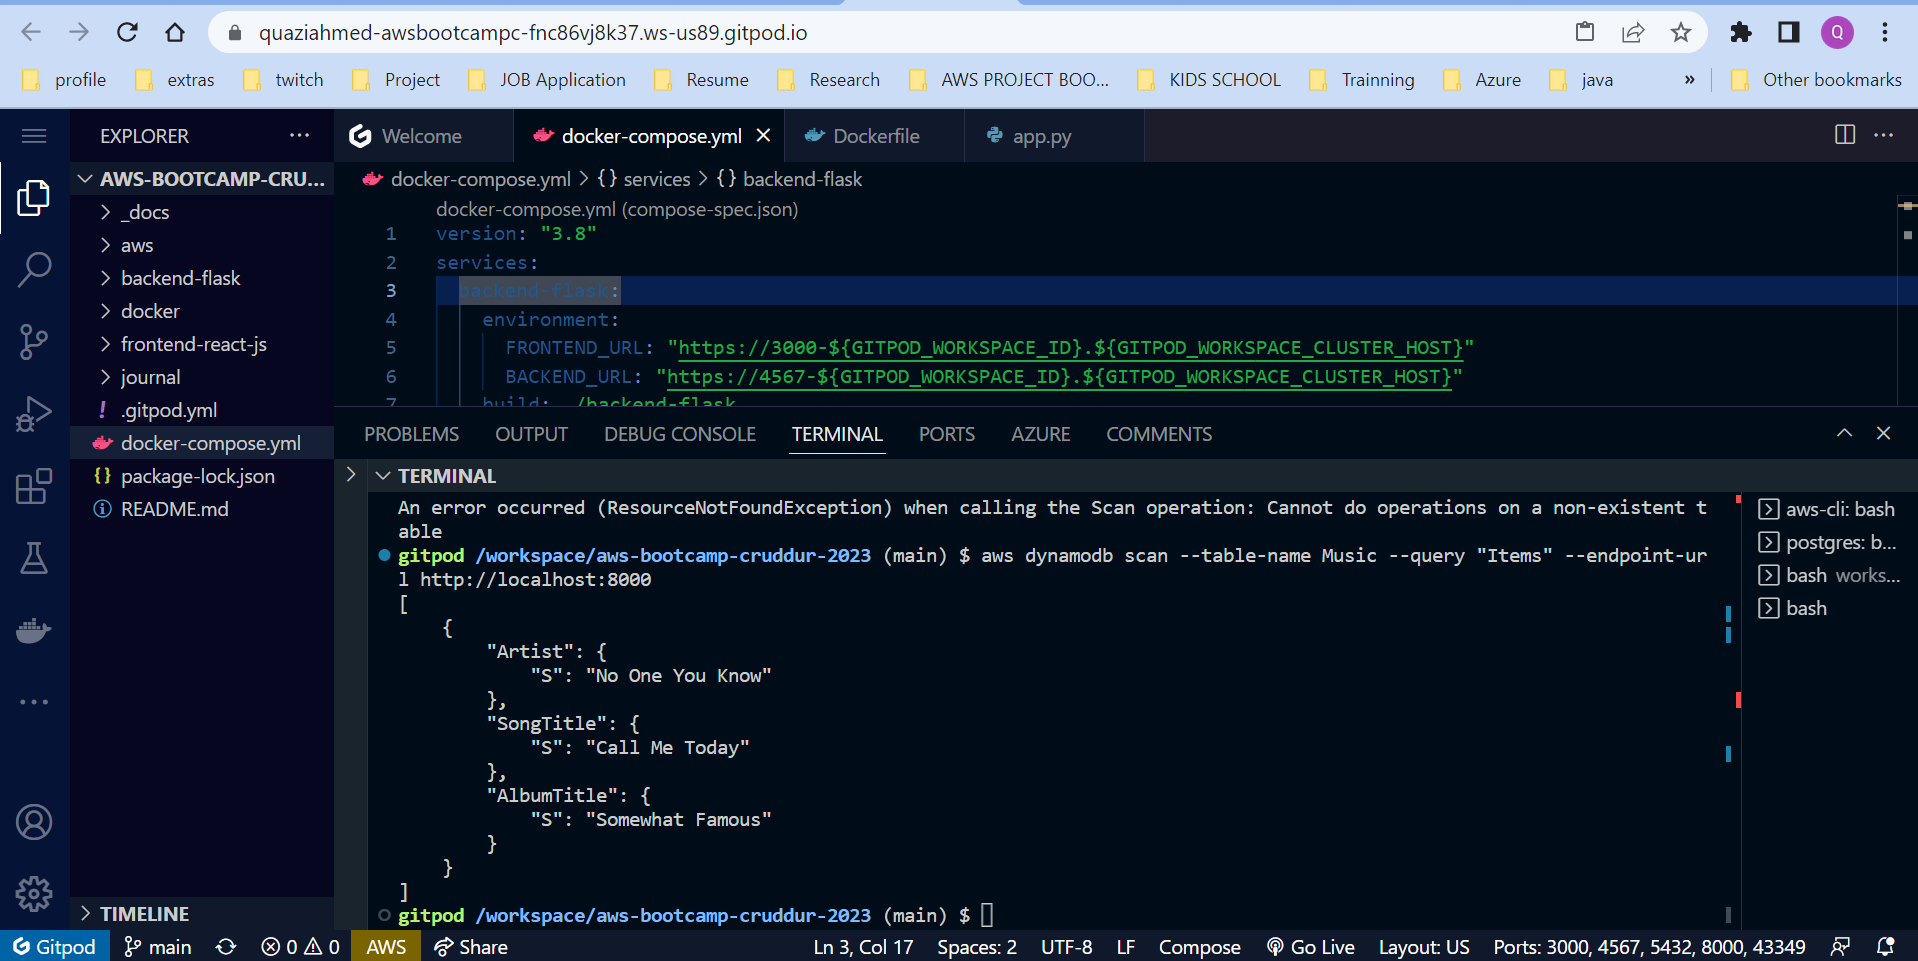 quaziahmed-awsbootcampc-fnc86vj8k37.ws-us89.gitpod.io
Q
profile
extras
twitch
Project
JOB Application
Resume
Research
AWS PROJECT BOO...
KIDS SCHOOL
Trainning
Azure
java
»
Other bookmarks
EXPLORER
Welcome
docker-compose.yml
Dockerfile
app.py
AWS-BOOTCAMP-CRU...
_docs
aws
backend-flask
docker
frontend-react-js
journal
.gitpod.yml
docker-compose.yml
package-lock.json
README.md
TIMELINE
docker-compose.yml > {} services > {} backend-flask
docker-compose.yml (compose-spec.json)
1 version: "3.8"
2 services:
3 backend-flask:
4 environment:
5 FRONTEND_URL: "https://3000-${GITPOD_WORKSPACE_ID}.${GITPOD_WORKSPACE_CLUSTER_HOST}"
6 BACKEND_URL: "https://4567-${GITPOD_WORKSPACE_ID}.${GITPOD_WORKSPACE_CLUSTER_HOST}"
7 build: ./backend-flask
PROBLEMS OUTPUT DEBUG CONSOLE TERMINAL PORTS AZURE COMMENTS
TERMINAL
An error occurred (ResourceNotFoundException) when calling the Scan operation: Cannot do operations on a non-existent t
able
gitpod /workspace/aws-bootcamp-cruddur-2023 (main) $ aws dynamodb scan --table-name Music --query "Items" --endpoint-ur
l http://localhost:8000
[
{
"Artist": {
"S": "No One You Know"
},
"SongTitle": {
"S": "Call Me Today"
},
"AlbumTitle": {
"S": "Somewhat Famous"
}
}
]
gitpod /workspace/aws-bootcamp-cruddur-2023 (main) $
aws-cli: bash
postgres: b...
bash works...
bash
Gitpod main 0 0 AWS Share Ln 3, Col 17 Spaces: 2 UTF-8 LF Compose Go Live Layout: US Ports: 3000, 4567, 5432, 8000, 43349